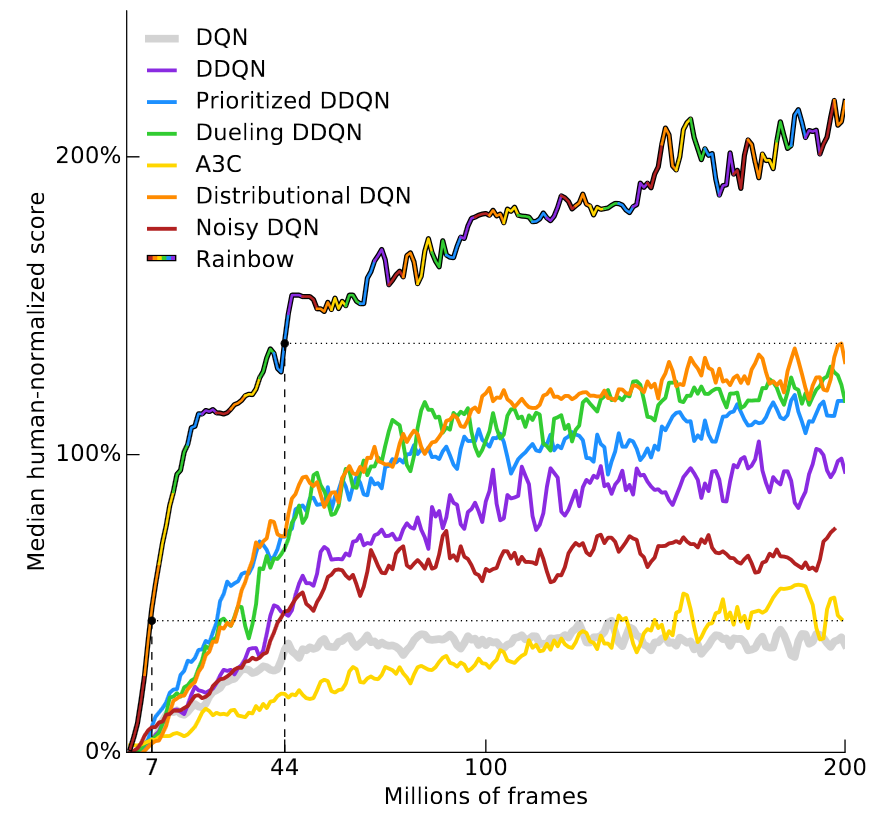 DQN
DDQN
Prioritized DDQN
Dueling DDQN
A3C
Distributional DQN
Noisy DQN
Rainbow
200%
100%
0%
Median human-normalized score
7 44 100 200
Millions of frames